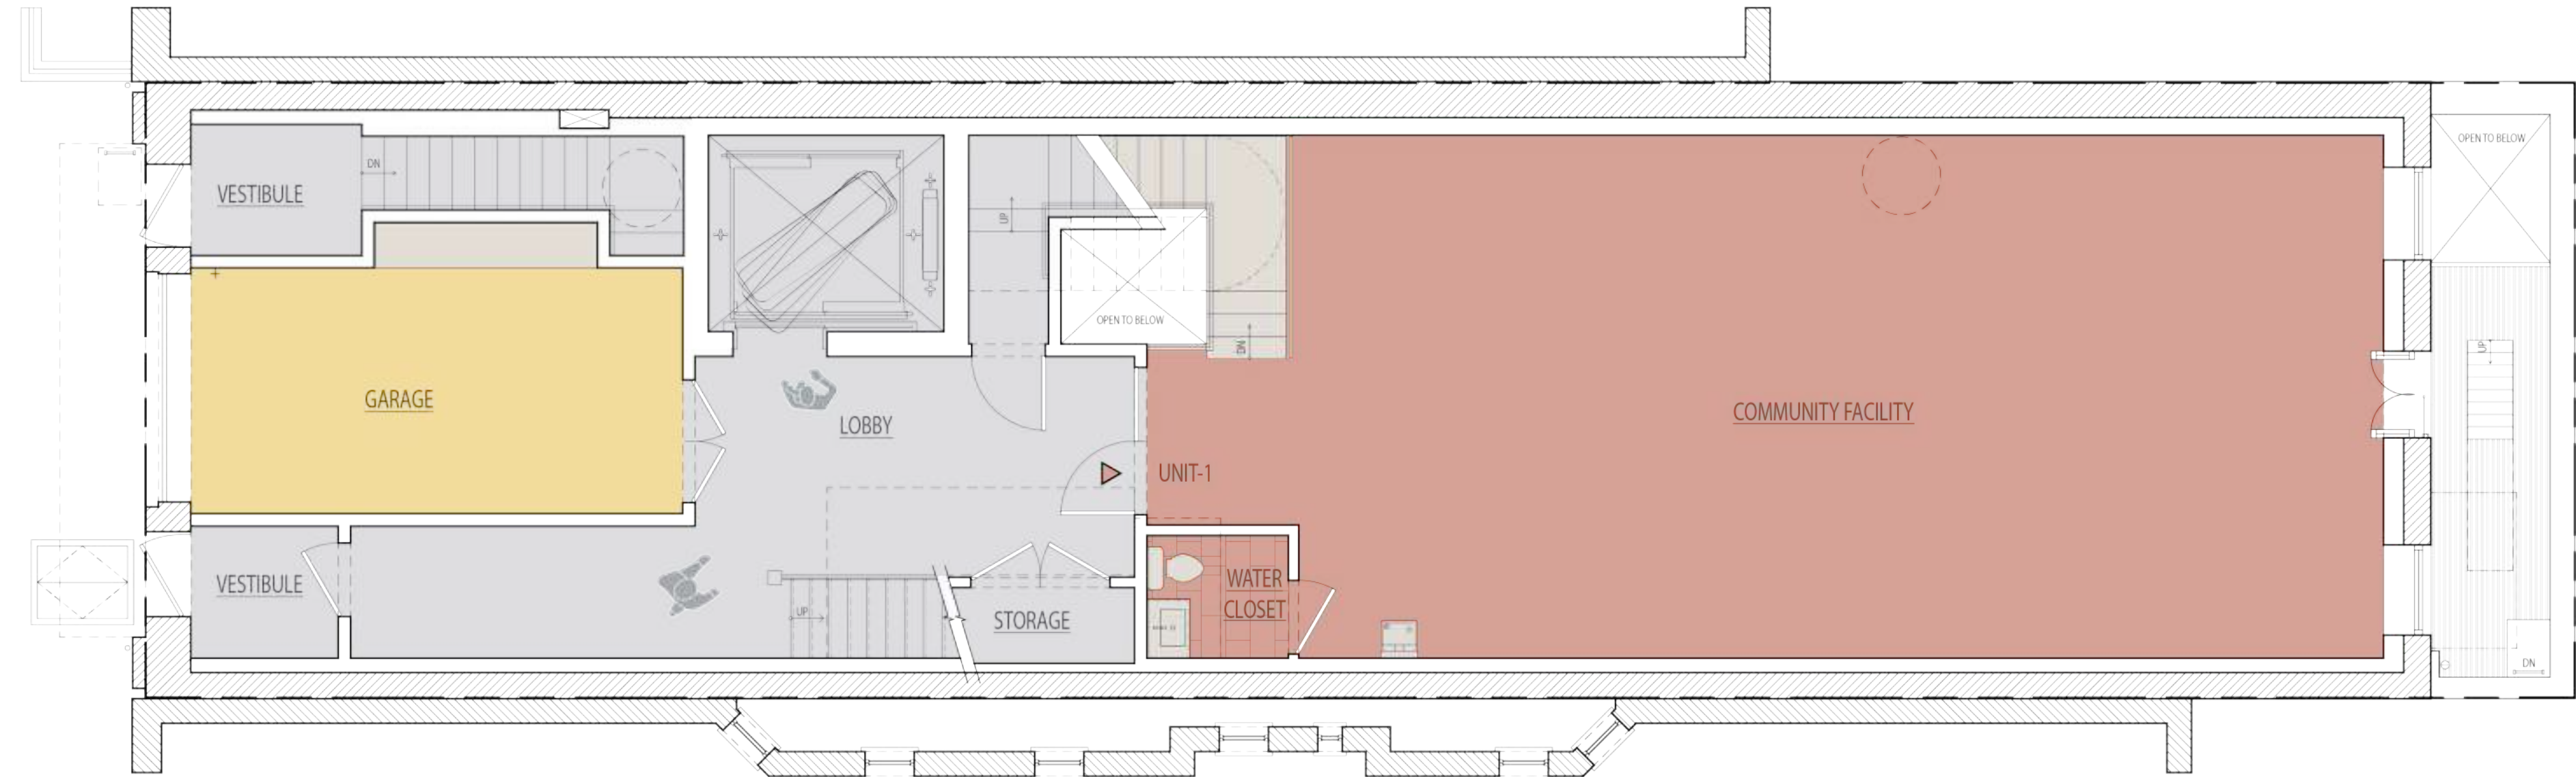 OPEN TO BELOW
DN
VESTIBULE
UP
OPEN TO BELOW
DN
UP
GARAGE
LOBBY
COMMUNITY FACILITY
UNIT-1
VESTIBULE
WATER
CLOSET
UP
STORAGE
DN